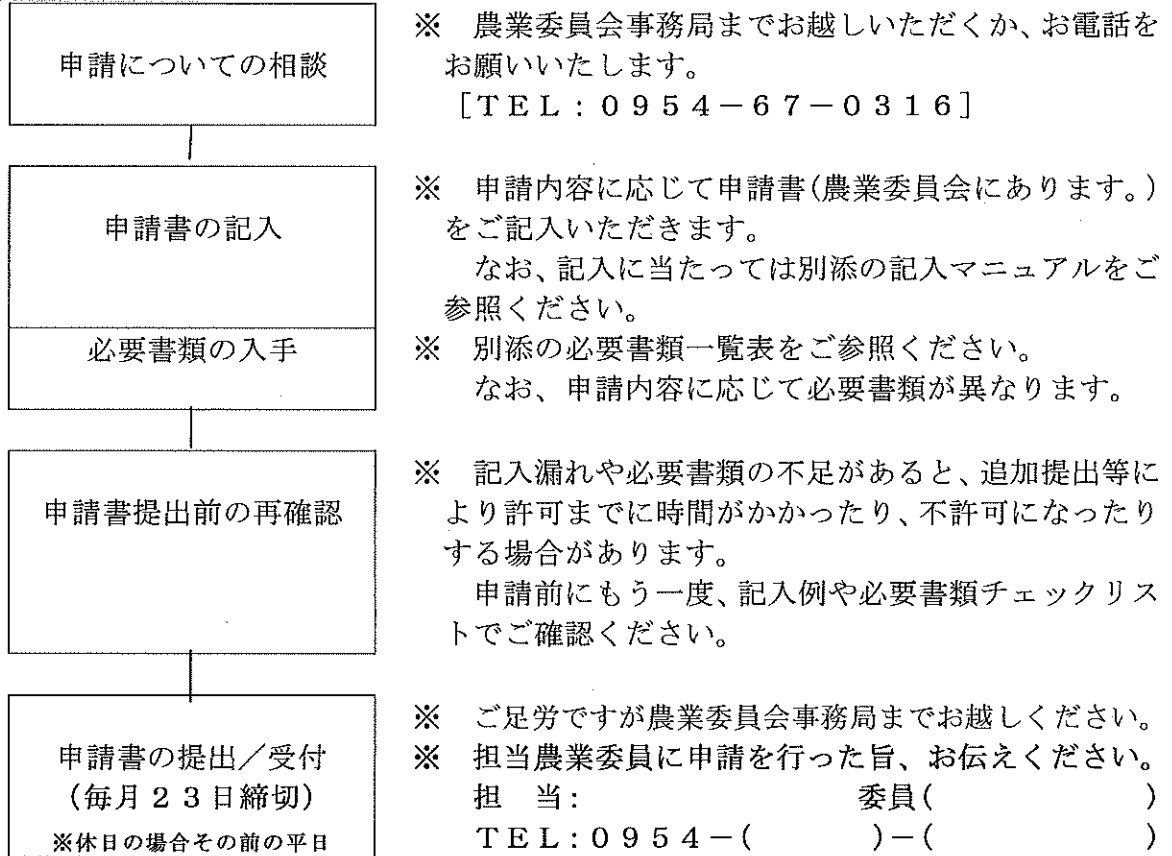 申請についての相談
※　農業委員会事務局までお越しいただくか、お電話を
お願いいたします。
［ＴＥＬ：０９５４－６７－０３１６］
申請書の記入
※　申請内容に応じて申請書(農業委員会にあります。)
をご記入いただきます。
なお、記入に当たっては別添の記入マニュアルをご
参照ください。
必要書類の入手
※　別添の必要書類一覧表をご参照ください。
なお、申請内容に応じて必要書類が異なります。
申請書提出前の再確認
※　記入漏れや必要書類の不足があると、追加提出等に
より許可までに時間がかかったり、不許可になったり
する場合があります。
申請前にもう一度、記入例や必要書類チェックリス
トでご確認ください。
申請書の提出／受付
(毎月２３日締切)
※休日の場合その前の平日
※　ご足労ですが農業委員会事務局までお越しください。
※　担当農業委員に申請を行った旨、お伝えください。
担　当：　　　　　　　　委員(　　　　　　　　)
ＴＥＬ：０９５４－(　　　　　)－(　　　　　　)